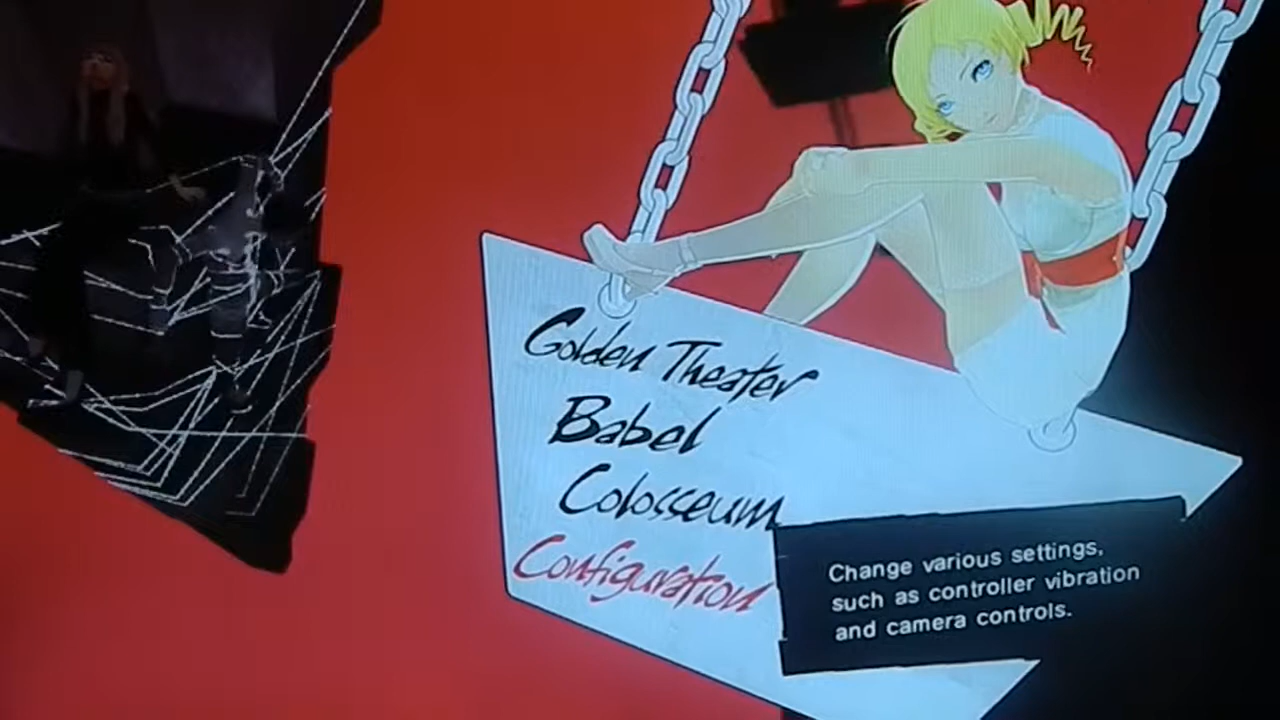 Golden Theater
Babel
Colosseum
Configuration
Change various settings,
such as controller vibration
and camera controls.